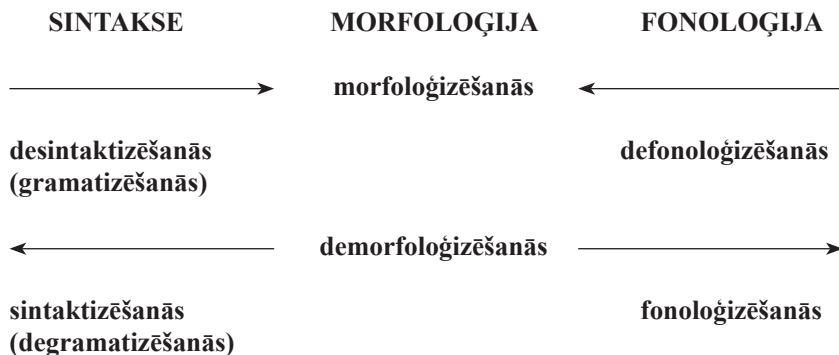 SINTAKSE MORFOLOĢIJA FONOLOĢIJA
morfoloģizēšanās
desintaktizēšanās defonoloģizēšanās
(gramatizēšanās)
demorfoloģizēšanās
sintaktizēšanās fonoloģizēšanās
(degramatizēšanās)